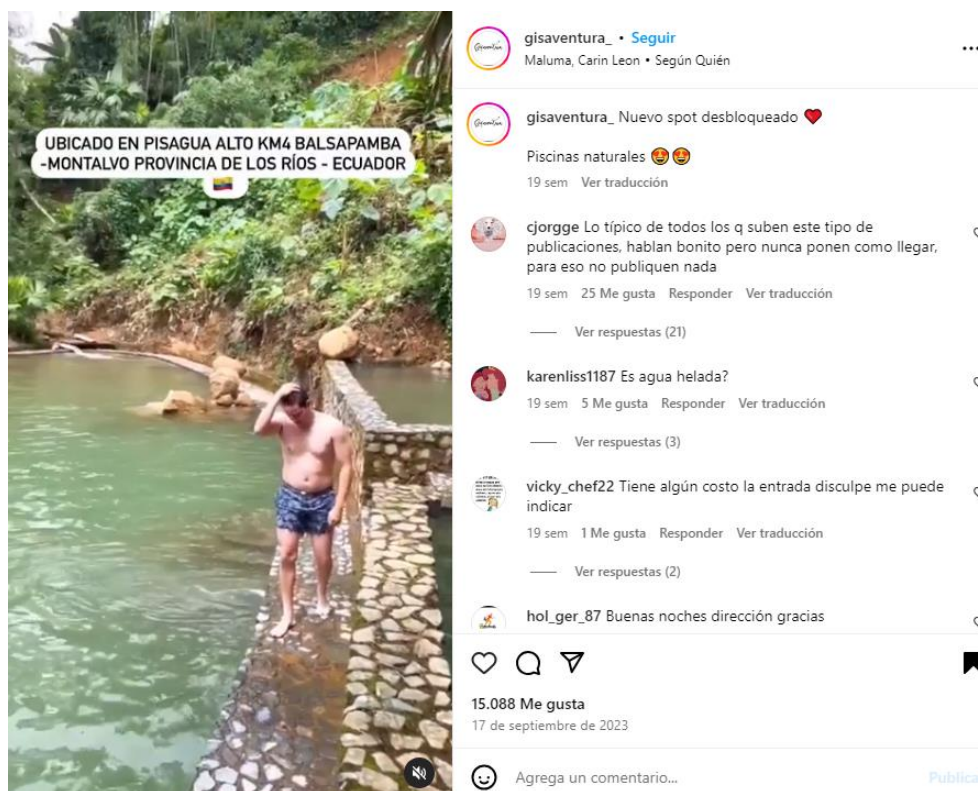 UBICADO EN PISAGUA ALTO KM4 BALSAPAMBA
-MONTALVO PROVINCIA DE LOS RÍOS - ECUADOR
gisaventura_ • Seguir
Maluma, Carin Leon • Según Quién
gisaventura_ Nuevo spot desbloqueado
Piscinas naturales
19 sem Ver traducción
cjorgge Lo típico de todos los q suben este tipo de
publicaciones, hablan bonito pero nunca ponen como llegar,
para eso no publiquen nada
19 sem 25 Me gusta Responder Ver traducción
Ver respuestas (21)
karenliss1187 Es agua helada?
19 sem 5 Me gusta Responder Ver traducción
Ver respuestas (3)
vicky_chef22 Tiene algún costo la entrada disculpe me puede
indicar
19 sem 1 Me gusta Responder Ver traducción
Ver respuestas (2)
hol_ger_87 Buenas noches dirección gracias
15.088 Me gusta
17 de septiembre de 2023
Agrega un comentario...
Publica